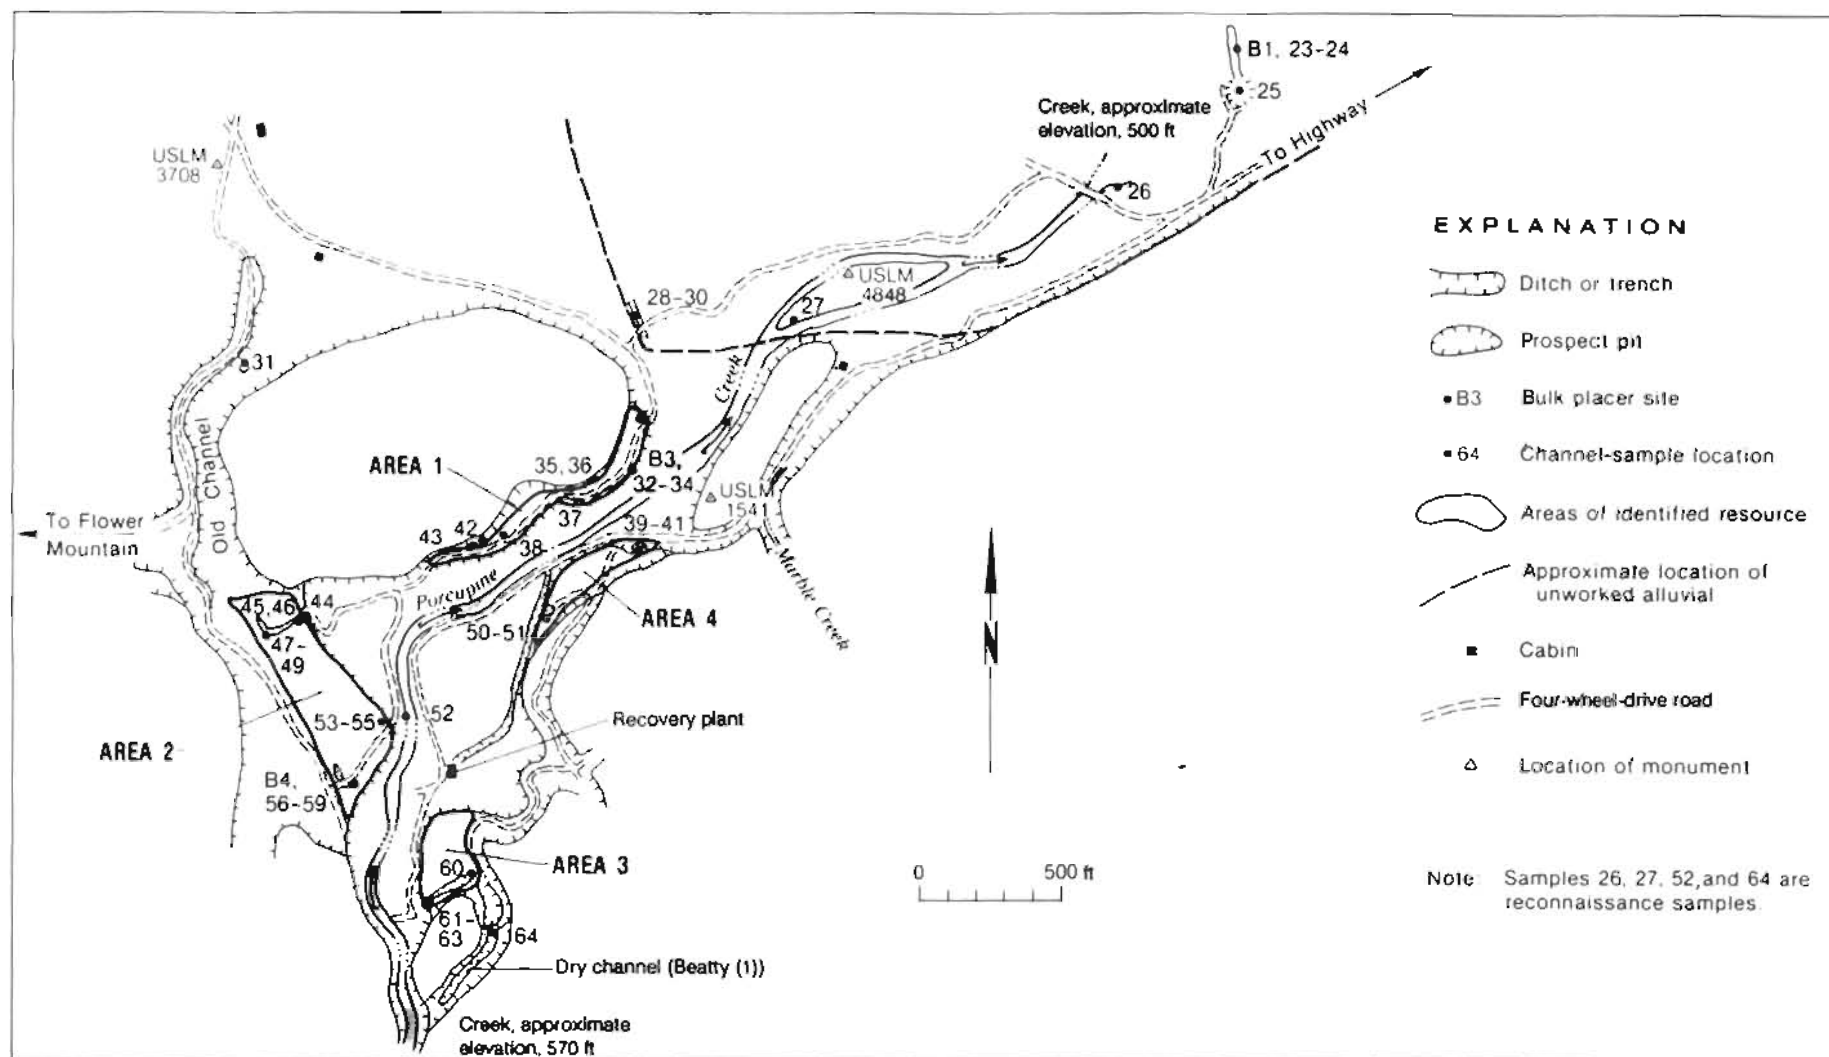 B1, 23-24
25
Creek, approximate
elevation, 500 ft
To Highway
26
USLM
3708
USLM
4848
28-30
27
31
Creek
Old Channel
AREA 1
35, 36
B3,
32-34
USLM
1541
37
39-41
To Flower
Mountain
43
42
38
Porcupine
Marble Creek
45, 46
44
47-
49
50-51
AREA 4
53-55
52
Recovery plant
AREA 2
B4,
56-59
60
AREA 3
61-
63
64
Dry channel (Beatty (1))
Creek, approximate
elevation, 570 ft
N
0
500 ft
EXPLANATION
Ditch or trench
Prospect pit
B3 Bulk placer site
64 Channel-sample location
Areas of identified resource
Approximate location of
unworked alluvial
Cabin
Four-wheel-drive road
Location of monument
Note: Samples 26, 27, 52, and 64 are
reconnaissance samples.